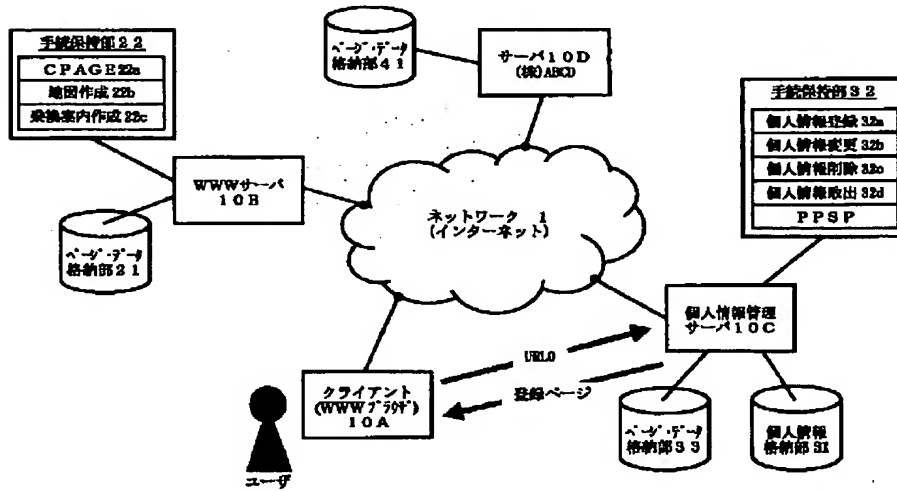 手続保持部22
CPAGE22a
地図作成22b
乗換案内作成22c
ページ・データ
格納部41
サーバ10D
(株)ABCD
手続保持部32
個人情報登録32a
個人情報変更32b
個人情報削除32c
個人情報取出32d
PPSP
WWWサーバ
10B
ページ・データ
格納部21
ネットワーク 1
(インターネット)
個人情報管理
サーバ10C
URL0
登録ページ
クライアント
(WWWブラウザ)
10A
ユーザ
ページ・データ
格納部33
個人情報
格納部31